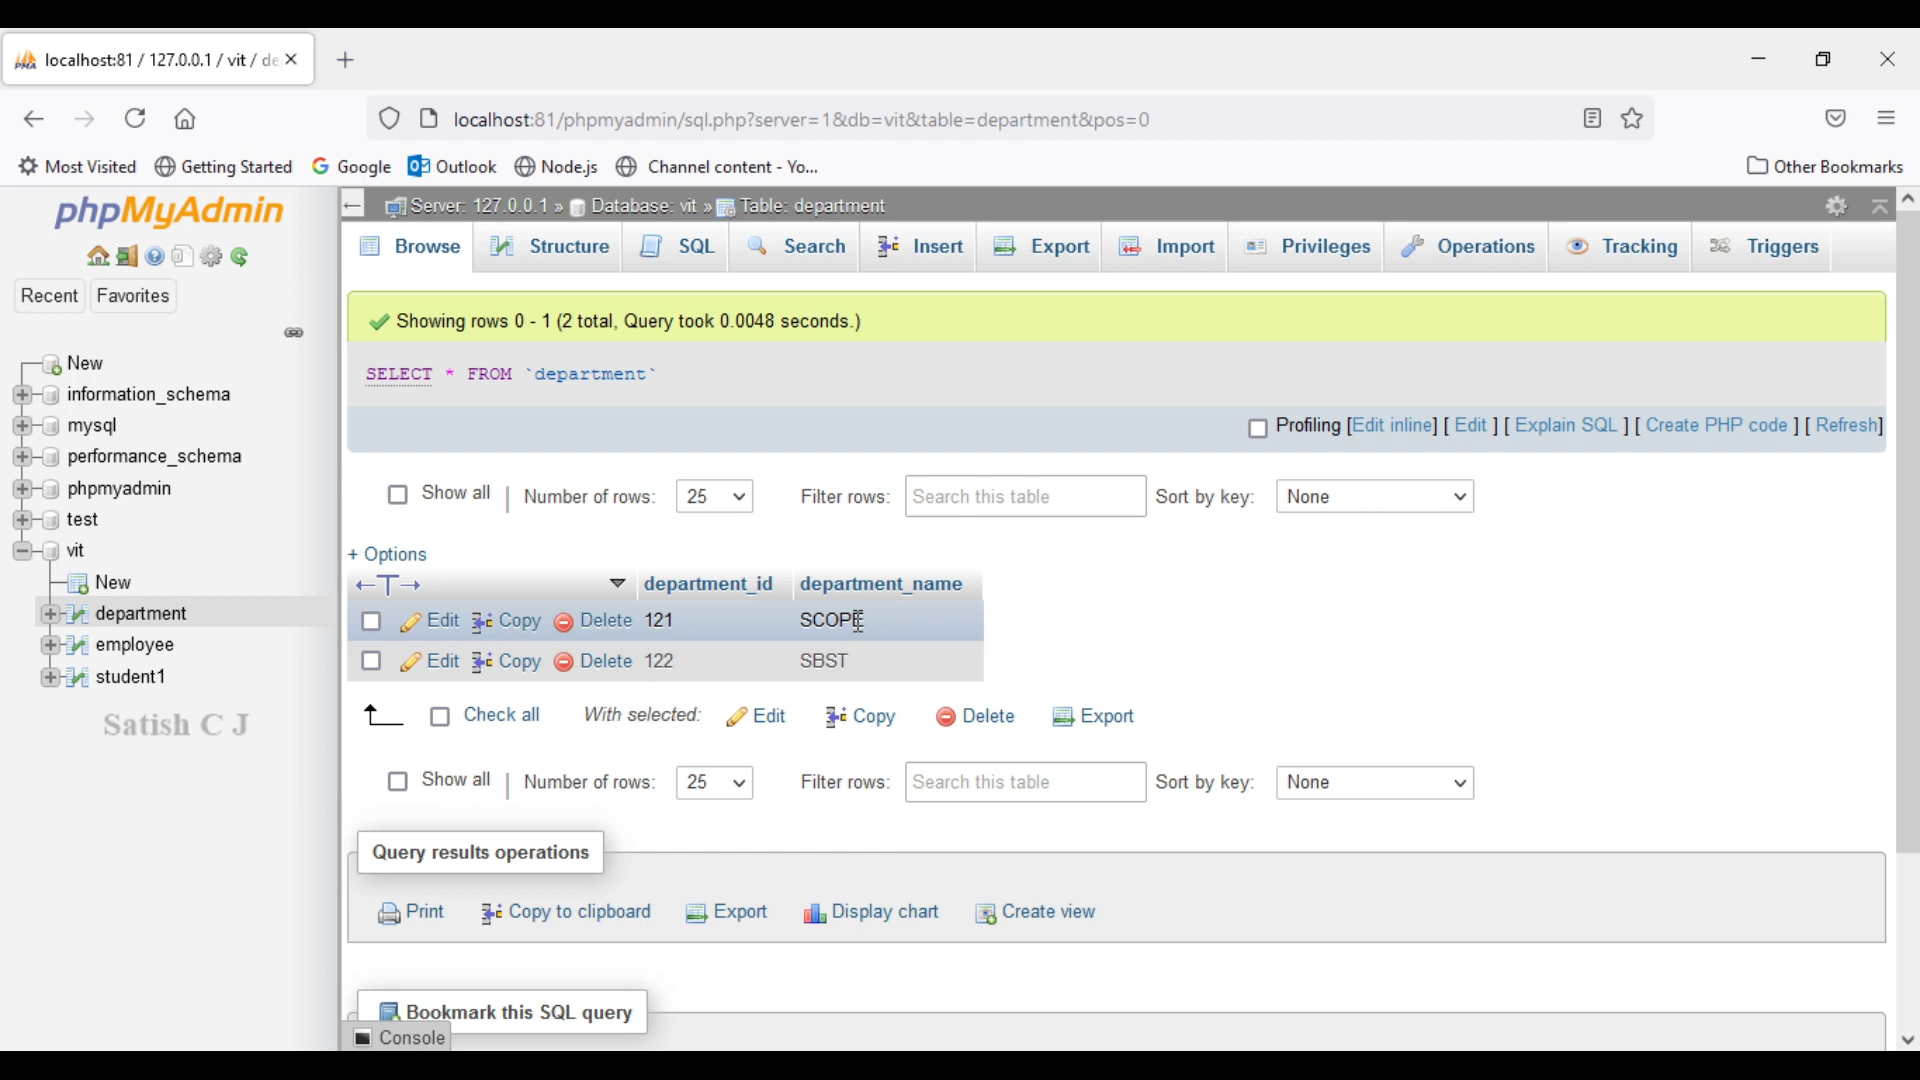 localhost:81 / 127.0.0.1 / vit / de
localhost:81/phpmyadmin/sql.php?server=1&db=vit&table=department&pos=0
Most Visited Getting Started Google Outlook Node.js Channel content - Yo... Other Bookmarks
phpMyAdmin
Recent Favorites
New
information_schema
mysql
performance_schema
phpmyadmin
test
vit
New
department
employee
student1
Satish C J
Server: 127.0.0.1 » Database: vit » Table: department
Browse Structure SQL Search Insert Export Import Privileges Operations Tracking Triggers
Showing rows 0 - 1 (2 total, Query took 0.0048 seconds.)
SELECT * FROM `department`
Profiling [Edit inline] [ Edit ] [ Explain SQL ] [ Create PHP code ] [ Refresh]
Show all | Number of rows: 25 Filter rows: Search this table Sort by key: None
+ Options
←T→ department_id department_name
Edit Copy Delete 121 SCOPE
Edit Copy Delete 122 SBST
Check all With selected: Edit Copy Delete Export
Show all | Number of rows: 25 Filter rows: Search this table Sort by key: None
Query results operations
Print Copy to clipboard Export Display chart Create view
Bookmark this SQL query
Console